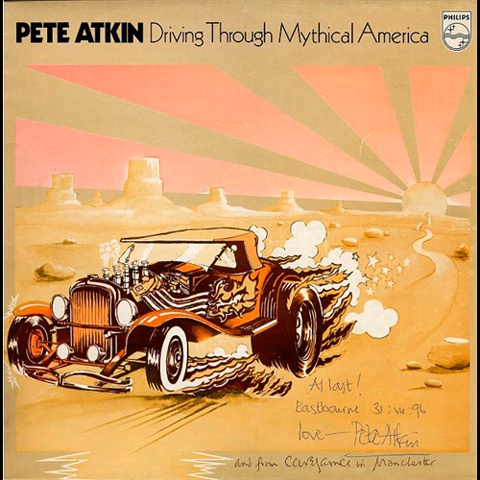 PETE ATKIN Driving Through Mythical America
PHILIPS
At last!
Eastbourne 31:vii:96
love — Pete Atkin
and from in Manchester